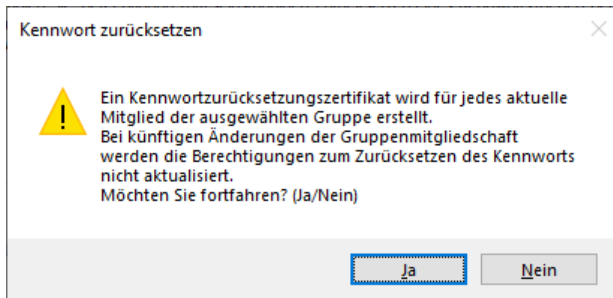 Kennwort zurücksetzen
Ein Kennwortzurücksetzungszertifikat wird für jedes aktuelle
Mitglied der ausgewählten Gruppe erstellt.
Bei künftigen Änderungen der Gruppenmitgliedschaft
werden die Berechtigungen zum Zurücksetzen des Kennworts
nicht aktualisiert.
Möchten Sie fortfahren? (Ja/Nein)
Ja
Nein